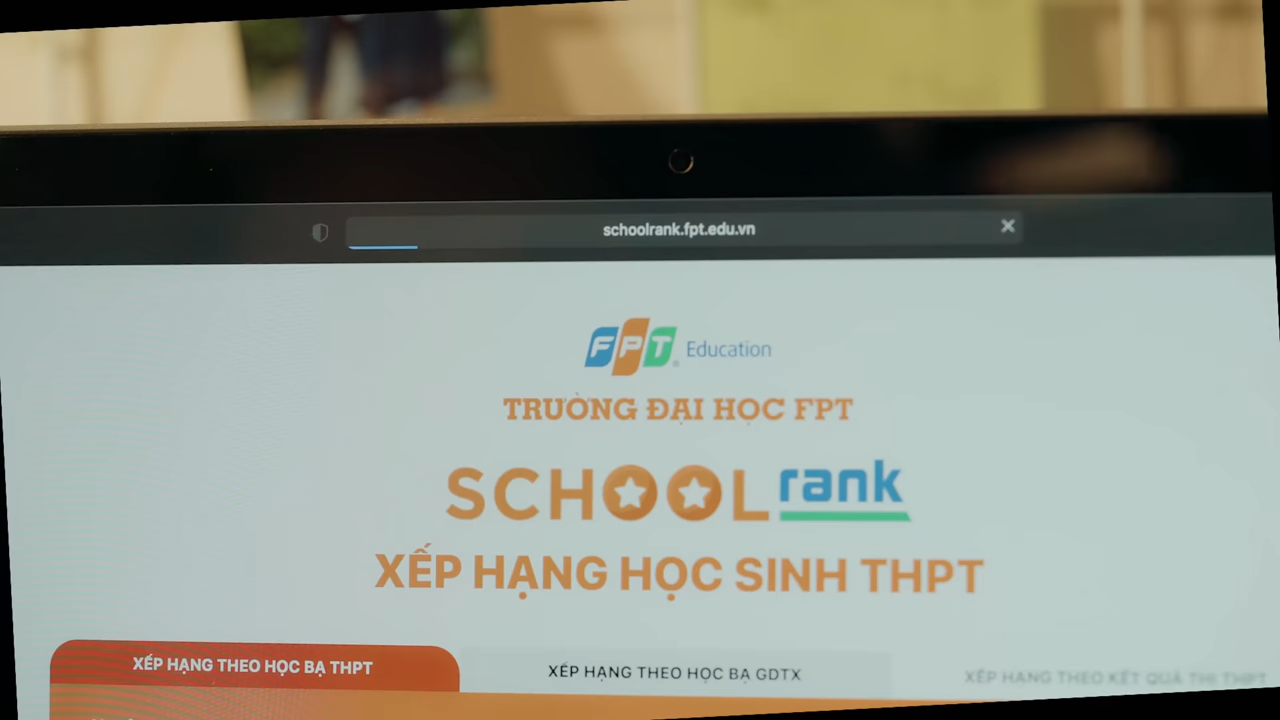 schoolrank.fpt.edu.vn
FPT Education
TRƯỜNG ĐẠI HỌC FPT
SCHOOL rank
XẾP HẠNG HỌC SINH THPT
XẾP HẠNG THEO HỌC BẠ THPT
XẾP HẠNG THEO HỌC BẠ GDTX
XẾP HẠNG THEO KẾT QUẢ THI THPT